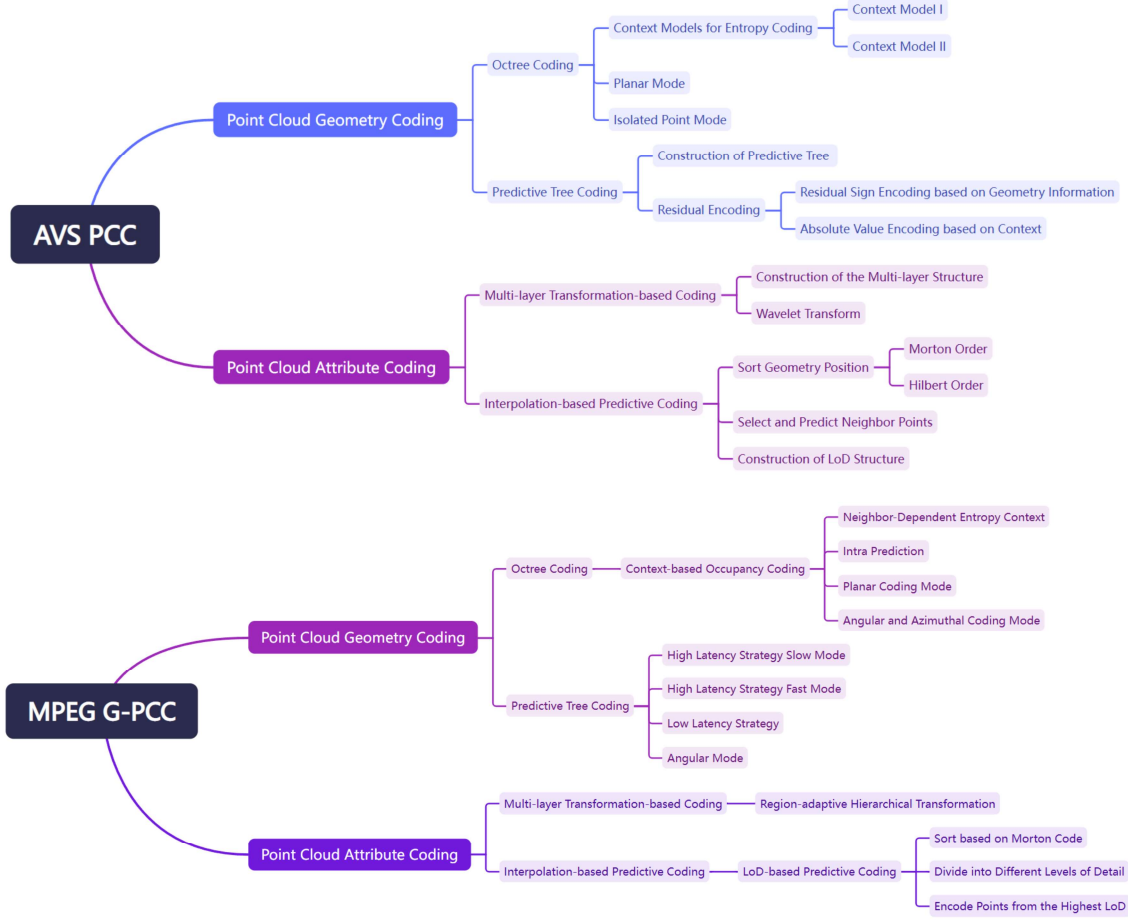 AVS PCC
Point Cloud Geometry Coding
Octree Coding
Context Models for Entropy Coding
Context Model I
Context Model II
Planar Mode
Isolated Point Mode
Predictive Tree Coding
Construction of Predictive Tree
Residual Encoding
Residual Sign Encoding based on Geometry Information
Absolute Value Encoding based on Context
Point Cloud Attribute Coding
Multi-layer Transformation-based Coding
Construction of the Multi-layer Structure
Wavelet Transform
Interpolation-based Predictive Coding
Sort Geometry Position
Morton Order
Hilbert Order
Select and Predict Neighbor Points
Construction of LoD Structure
MPEG G-PCC
Point Cloud Geometry Coding
Octree Coding
Context-based Occupancy Coding
Neighbor-Dependent Entropy Context
Intra Prediction
Planar Coding Mode
Angular and Azimuthal Coding Mode
Predictive Tree Coding
High Latency Strategy Slow Mode
High Latency Strategy Fast Mode
Low Latency Strategy
Angular Mode
Point Cloud Attribute Coding
Multi-layer Transformation-based Coding
Region-adaptive Hierarchical Transformation
Interpolation-based Predictive Coding
LoD-based Predictive Coding
Sort based on Morton Code
Divide into Different Levels of Detail
Encode Points from the Highest LoD